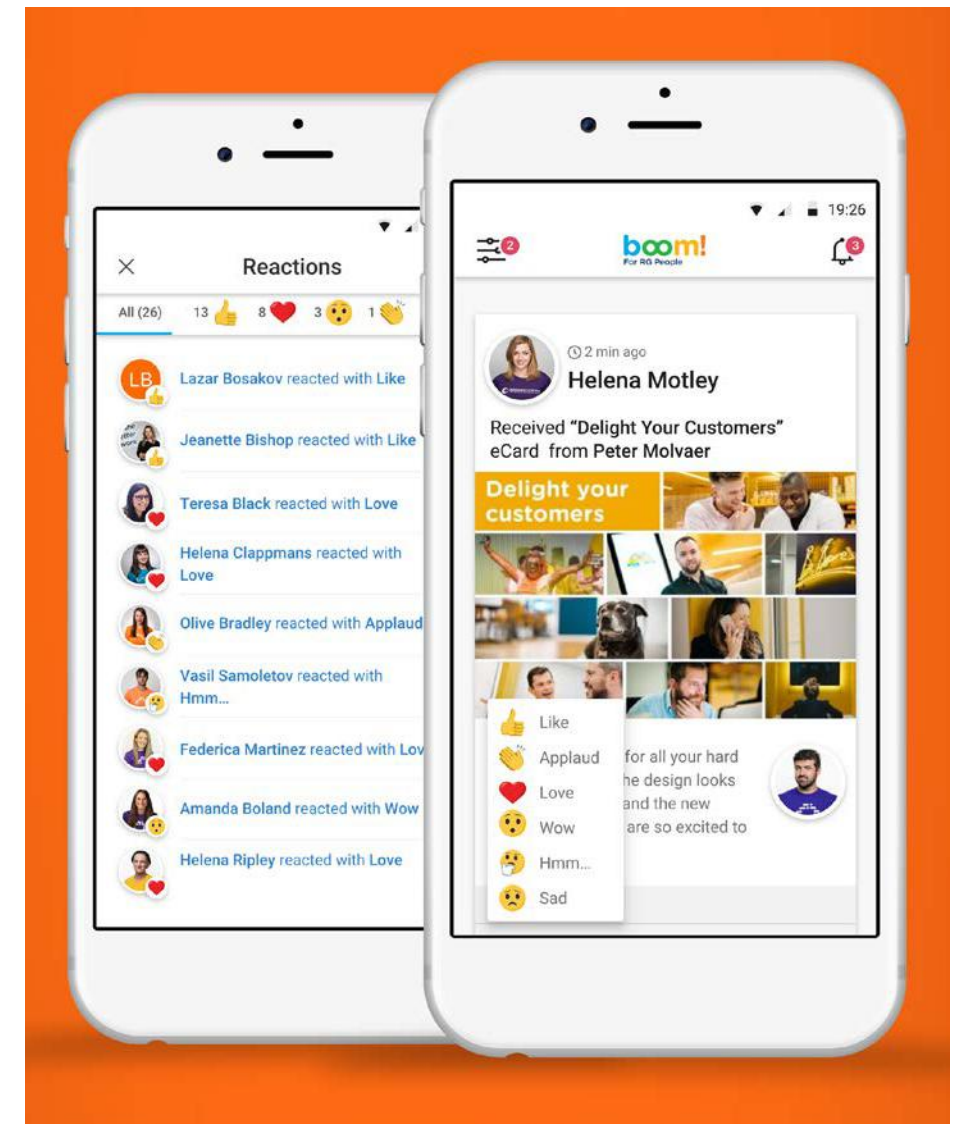 Reactions
All (26) 13 8 3 1
LB
Lazar Bosakov reacted with Like
Jeanette Bishop reacted with Like
Teresa Black reacted with Love
Helena Clappmans reacted with
Love
Olive Bradley reacted with Applaud
Vasil Samoletov reacted with
Hmm...
Federica Martinez reacted with Lov
Amanda Boland reacted with Wow
Helena Ripley reacted with Love
19:26
2
boom!
For RG People
3
2 min ago
Helena Motley
Received “Delight Your Customers”
eCard from Peter Molvaer
Delight your
customers
Like
Applaud
Love
Wow
Hmm...
Sad
for all your hard
he design looks
and the new
are so excited to